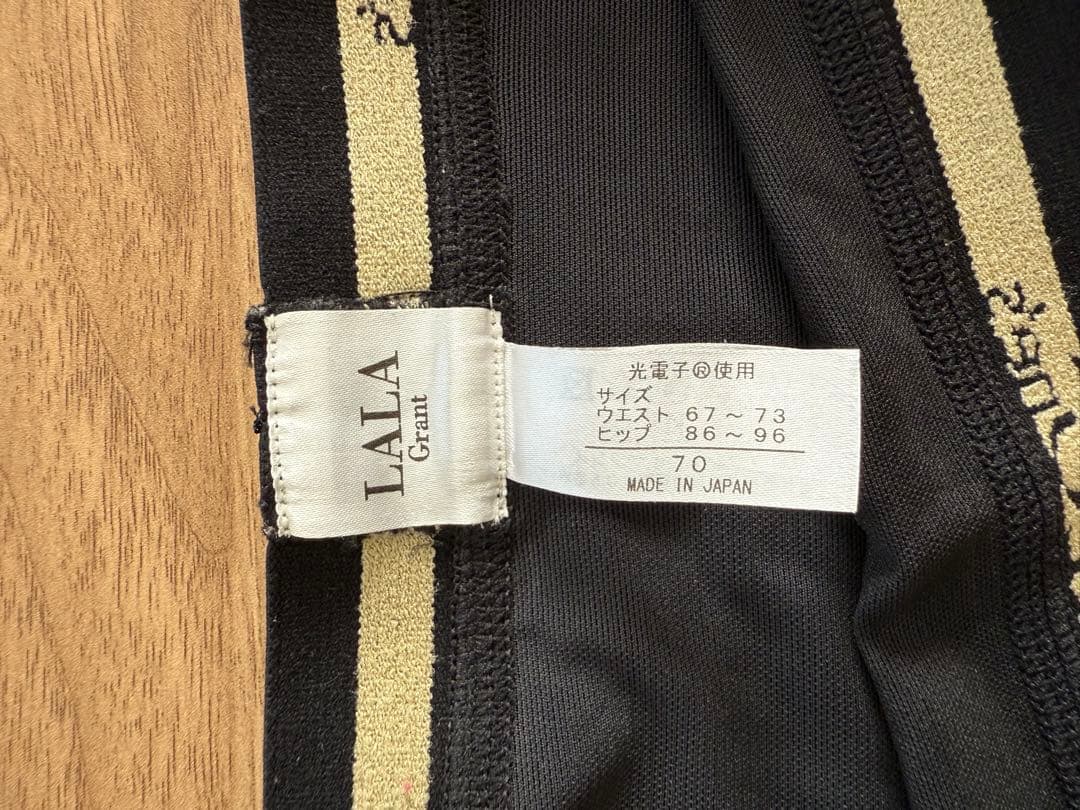 LALA
Grant
光電子®使用
サイズ
ウエスト 67～73
ヒップ 86～96
70
MADE IN JAPAN